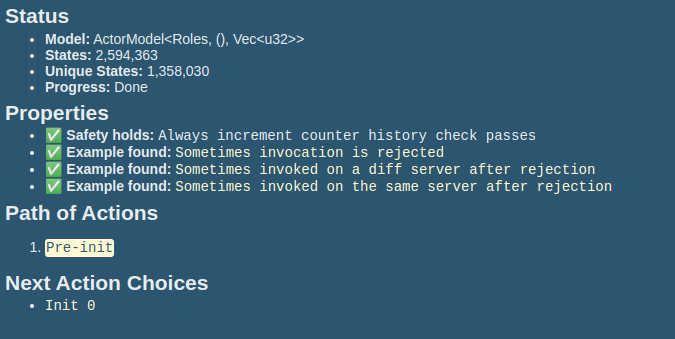 Status
• Model: ActorModel<Roles, (), Vec<u32>>
• States: 2,594,363
• Unique States: 1,358,030
• Progress: Done
Properties
• ✅ Safety holds: Always increment counter history check passes
• ✅ Example found: Sometimes invocation is rejected
• ✅ Example found: Sometimes invoked on a diff server after rejection
• ✅ Example found: Sometimes invoked on the same server after rejection
Path of Actions
1. Pre-init
Next Action Choices
• Init 0